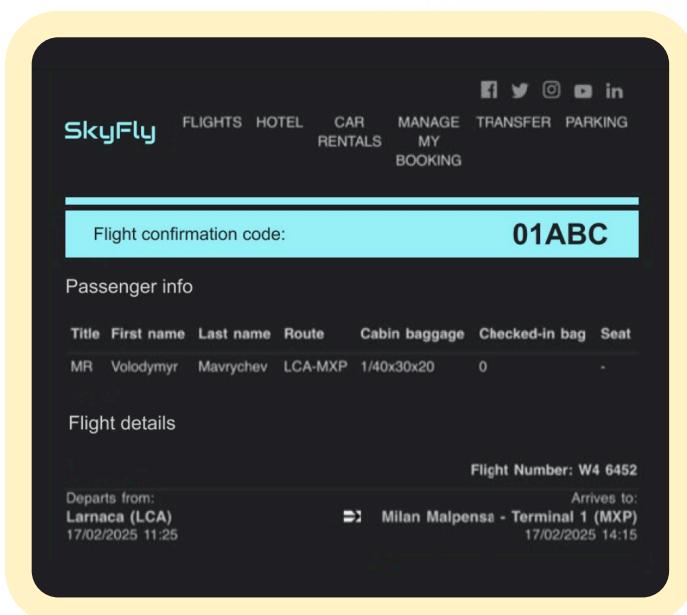 SkyFly
FLIGHTS HOTEL CAR RENTALS MANAGE MY BOOKING TRANSFER PARKING
Flight confirmation code: 01ABC
Passenger info
Title First name Last name Route Cabin baggage Checked-in bag Seat
MR Volodymyr Mavrychev LCA-MXP 1/40x30x20 0 -
Flight details
Flight Number: W4 6452
Departs from: Arrives to:
Larnaca (LCA) Milan Malpensa - Terminal 1 (MXP)
17/02/2025 11:25 17/02/2025 14:15